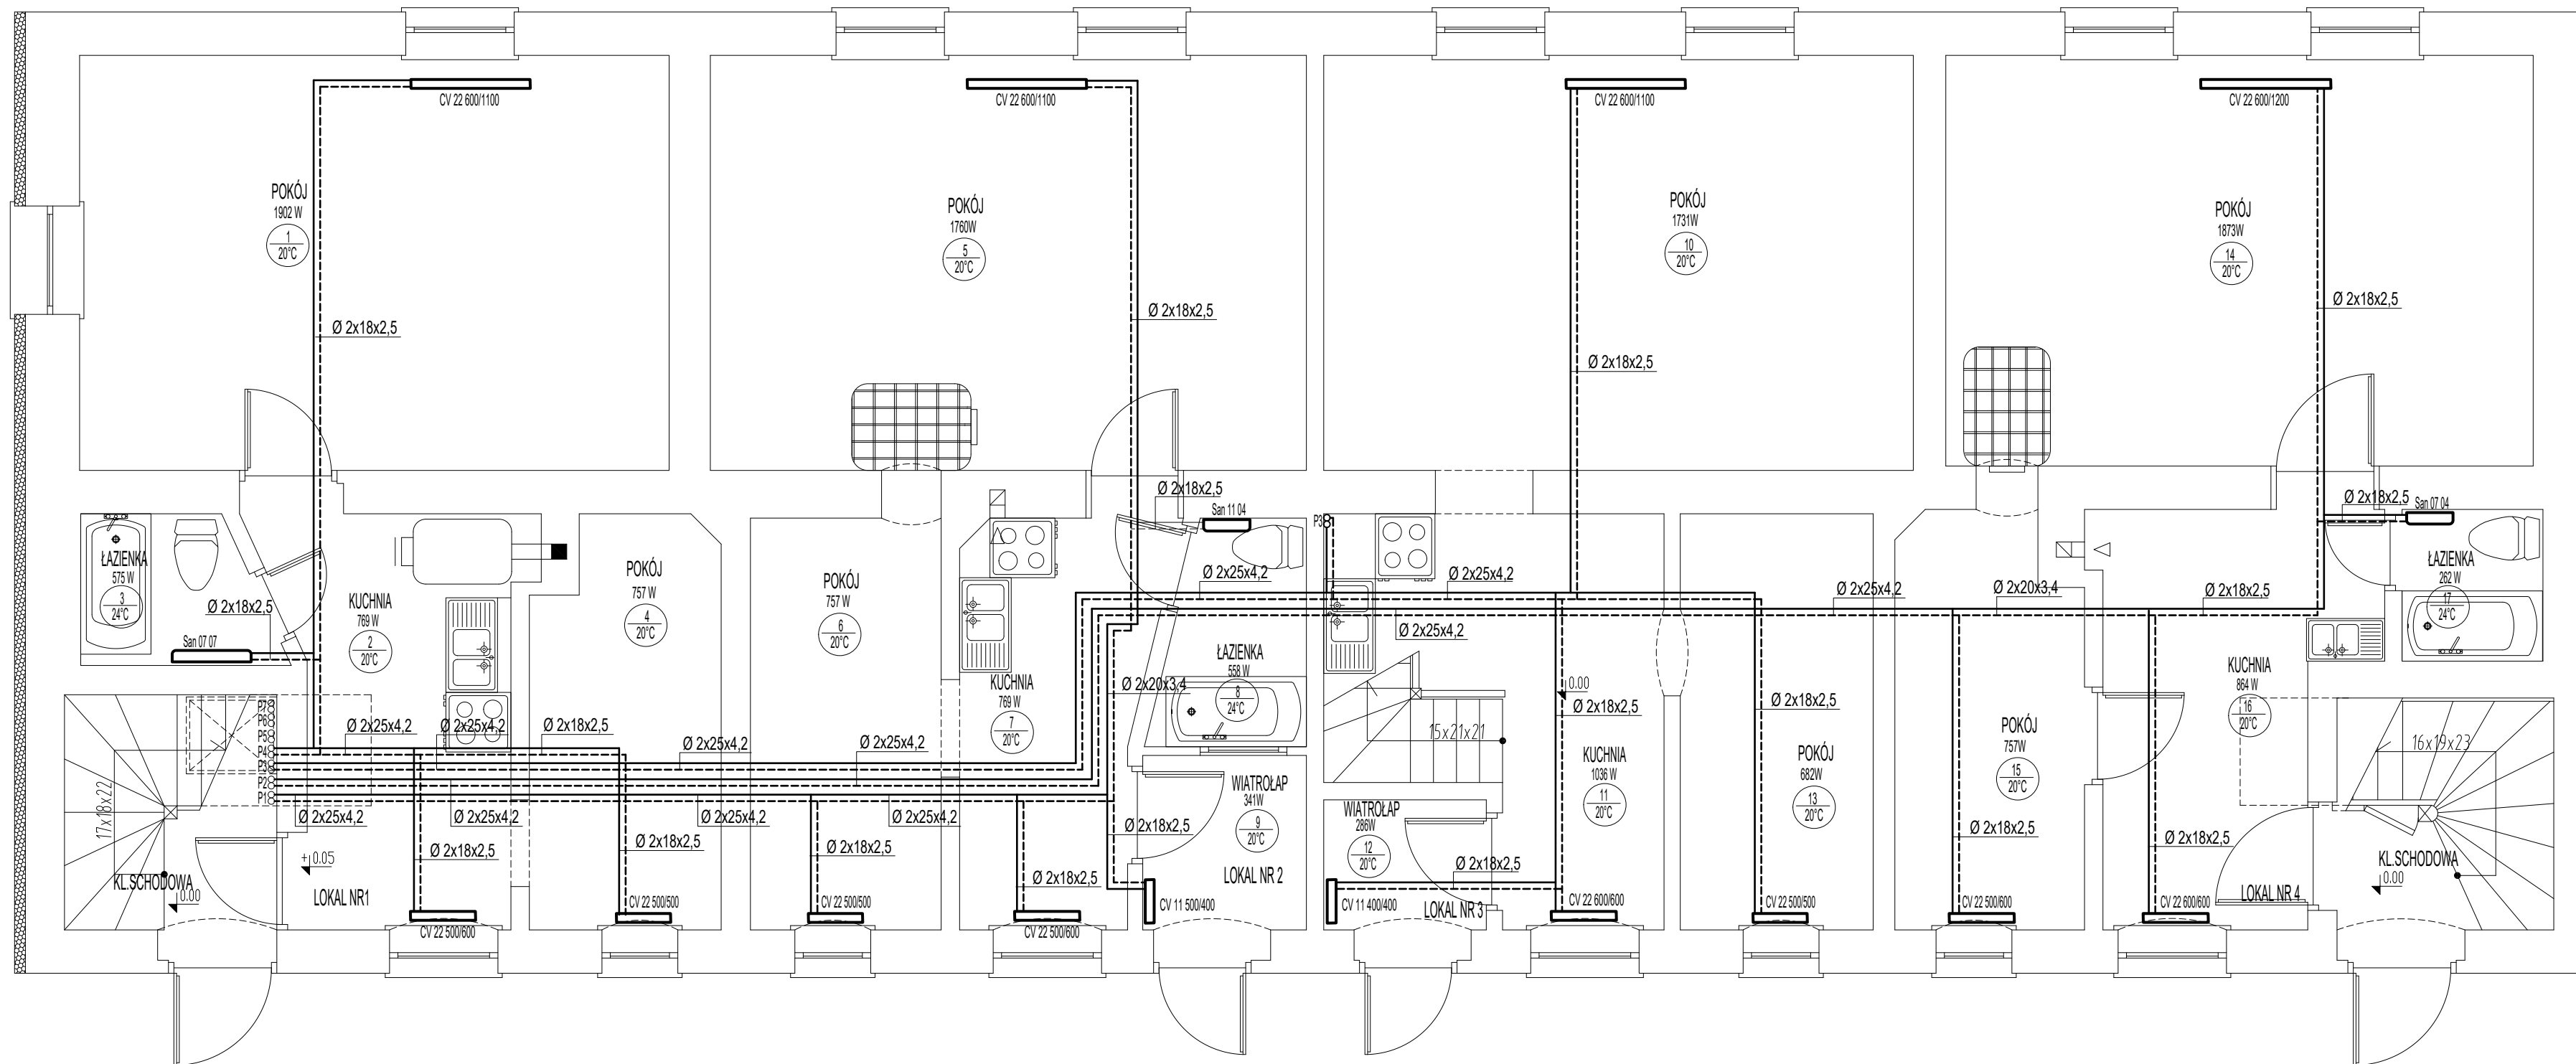 CV 22 600/1100
CV 22 600/1100
CV 22 600/1100
CV 22 600/1200
POKÓJ
1902 W
1
20°C
POKÓJ
1760W
5
20°C
POKÓJ
1731W
10
20°C
POKÓJ
1873W
14
20°C
Ø 2x18x2,5
Ø 2x18x2,5
Ø 2x18x2,5
Ø 2x18x2,5
Ø 2x18x2,5
San 11 04
P3
Ø 2x18x2,5
San 07 04
ŁAZIENKA
575 W
3
24°C
Ø 2x18x2,5
San 07 07
KUCHNIA
769 W
2
20°C
POKÓJ
757 W
4
20°C
POKÓJ
757 W
6
20°C
KUCHNIA
769 W
7
20°C
Ø 2x25x4,2
Ø 2x25x4,2
Ø 2x25x4,2
Ø 2x25x4,2
Ø 2x20x3,4
Ø 2x18x2,5
ŁAZIENKA
262 W
17
24°C
ŁAZIENKA
558 W
8
24°C
Ø 2x20x3,4
KUCHNIA
864 W
16
20°C
0.00
Ø 2x18x2,5
Ø 2x18x2,5
P7
P6
P5
P4
P3
P2
P1
Ø 2x25x4,2
Ø 2x25x4,2
Ø 2x18x2,5
Ø 2x25x4,2
Ø 2x25x4,2
15x21x21
KUCHNIA
1036 W
11
20°C
POKÓJ
682W
13
20°C
POKÓJ
757W
15
20°C
16x19x23
17x18x22
WIATROŁAP
341W
9
20°C
WIATROŁAP
286W
12
20°C
Ø 2x25x4,2
Ø 2x25x4,2
Ø 2x25x4,2
Ø 2x25x4,2
Ø 2x18x2,5
Ø 2x18x2,5
Ø 2x18x2,5
Ø 2x18x2,5
Ø 2x18x2,5
Ø 2x18x2,5
Ø 2x18x2,5
Ø 2x18x2,5
+0.05
KL.SCHODOWA
0.00
LOKAL NR1
LOKAL NR 2
LOKAL NR 3
LOKAL NR 4
KL.SCHODOWA
0.00
CV 22 500/600
CV 22 500/500
CV 22 500/500
CV 22 500/600
CV 11 500/400
CV 11 400/400
CV 22 600/600
CV 22 500/500
CV 22 500/600
CV 22 600/600